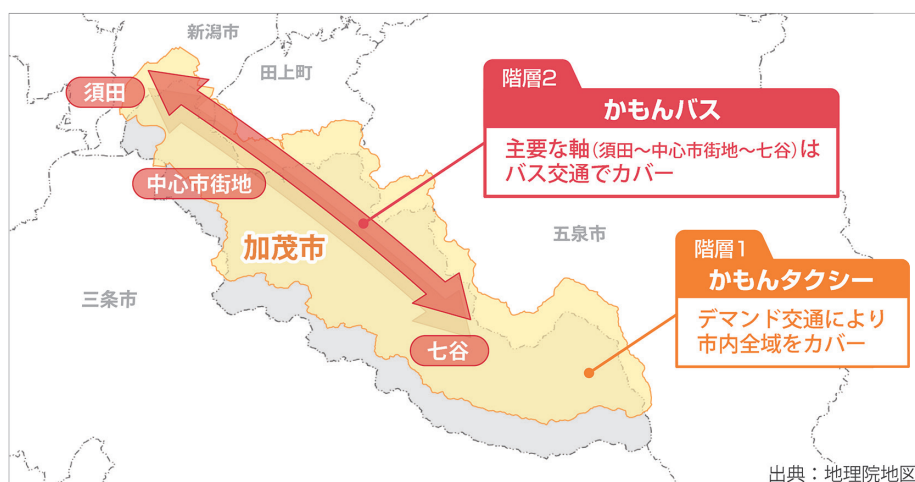 新潟市
田上町
須田
中心市街地
加茂市
三条市
七谷
五泉市
階層2
かもんバス
主要な軸(須田~中心市街地~七谷)は
バス交通でカバー
階層1
かもんタクシー
デマンド交通により
市内全域をカバー
出典:地理院地区